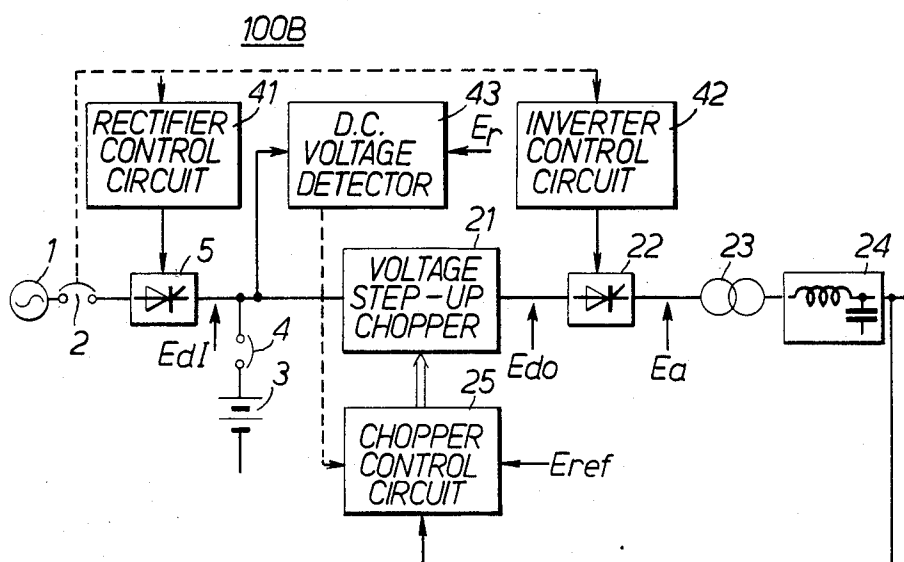 100B
41
43
42
RECTIFIER
CONTROL
CIRCUIT
D.C.
VOLTAGE
DETECTOR
Er
INVERTER
CONTROL
CIRCUIT
1
2
5
EdI
4
3
21
VOLTAGE
STEP-UP
CHOPPER
Edo
22
Ea
23
24
25
CHOPPER
CONTROL
CIRCUIT
Eref